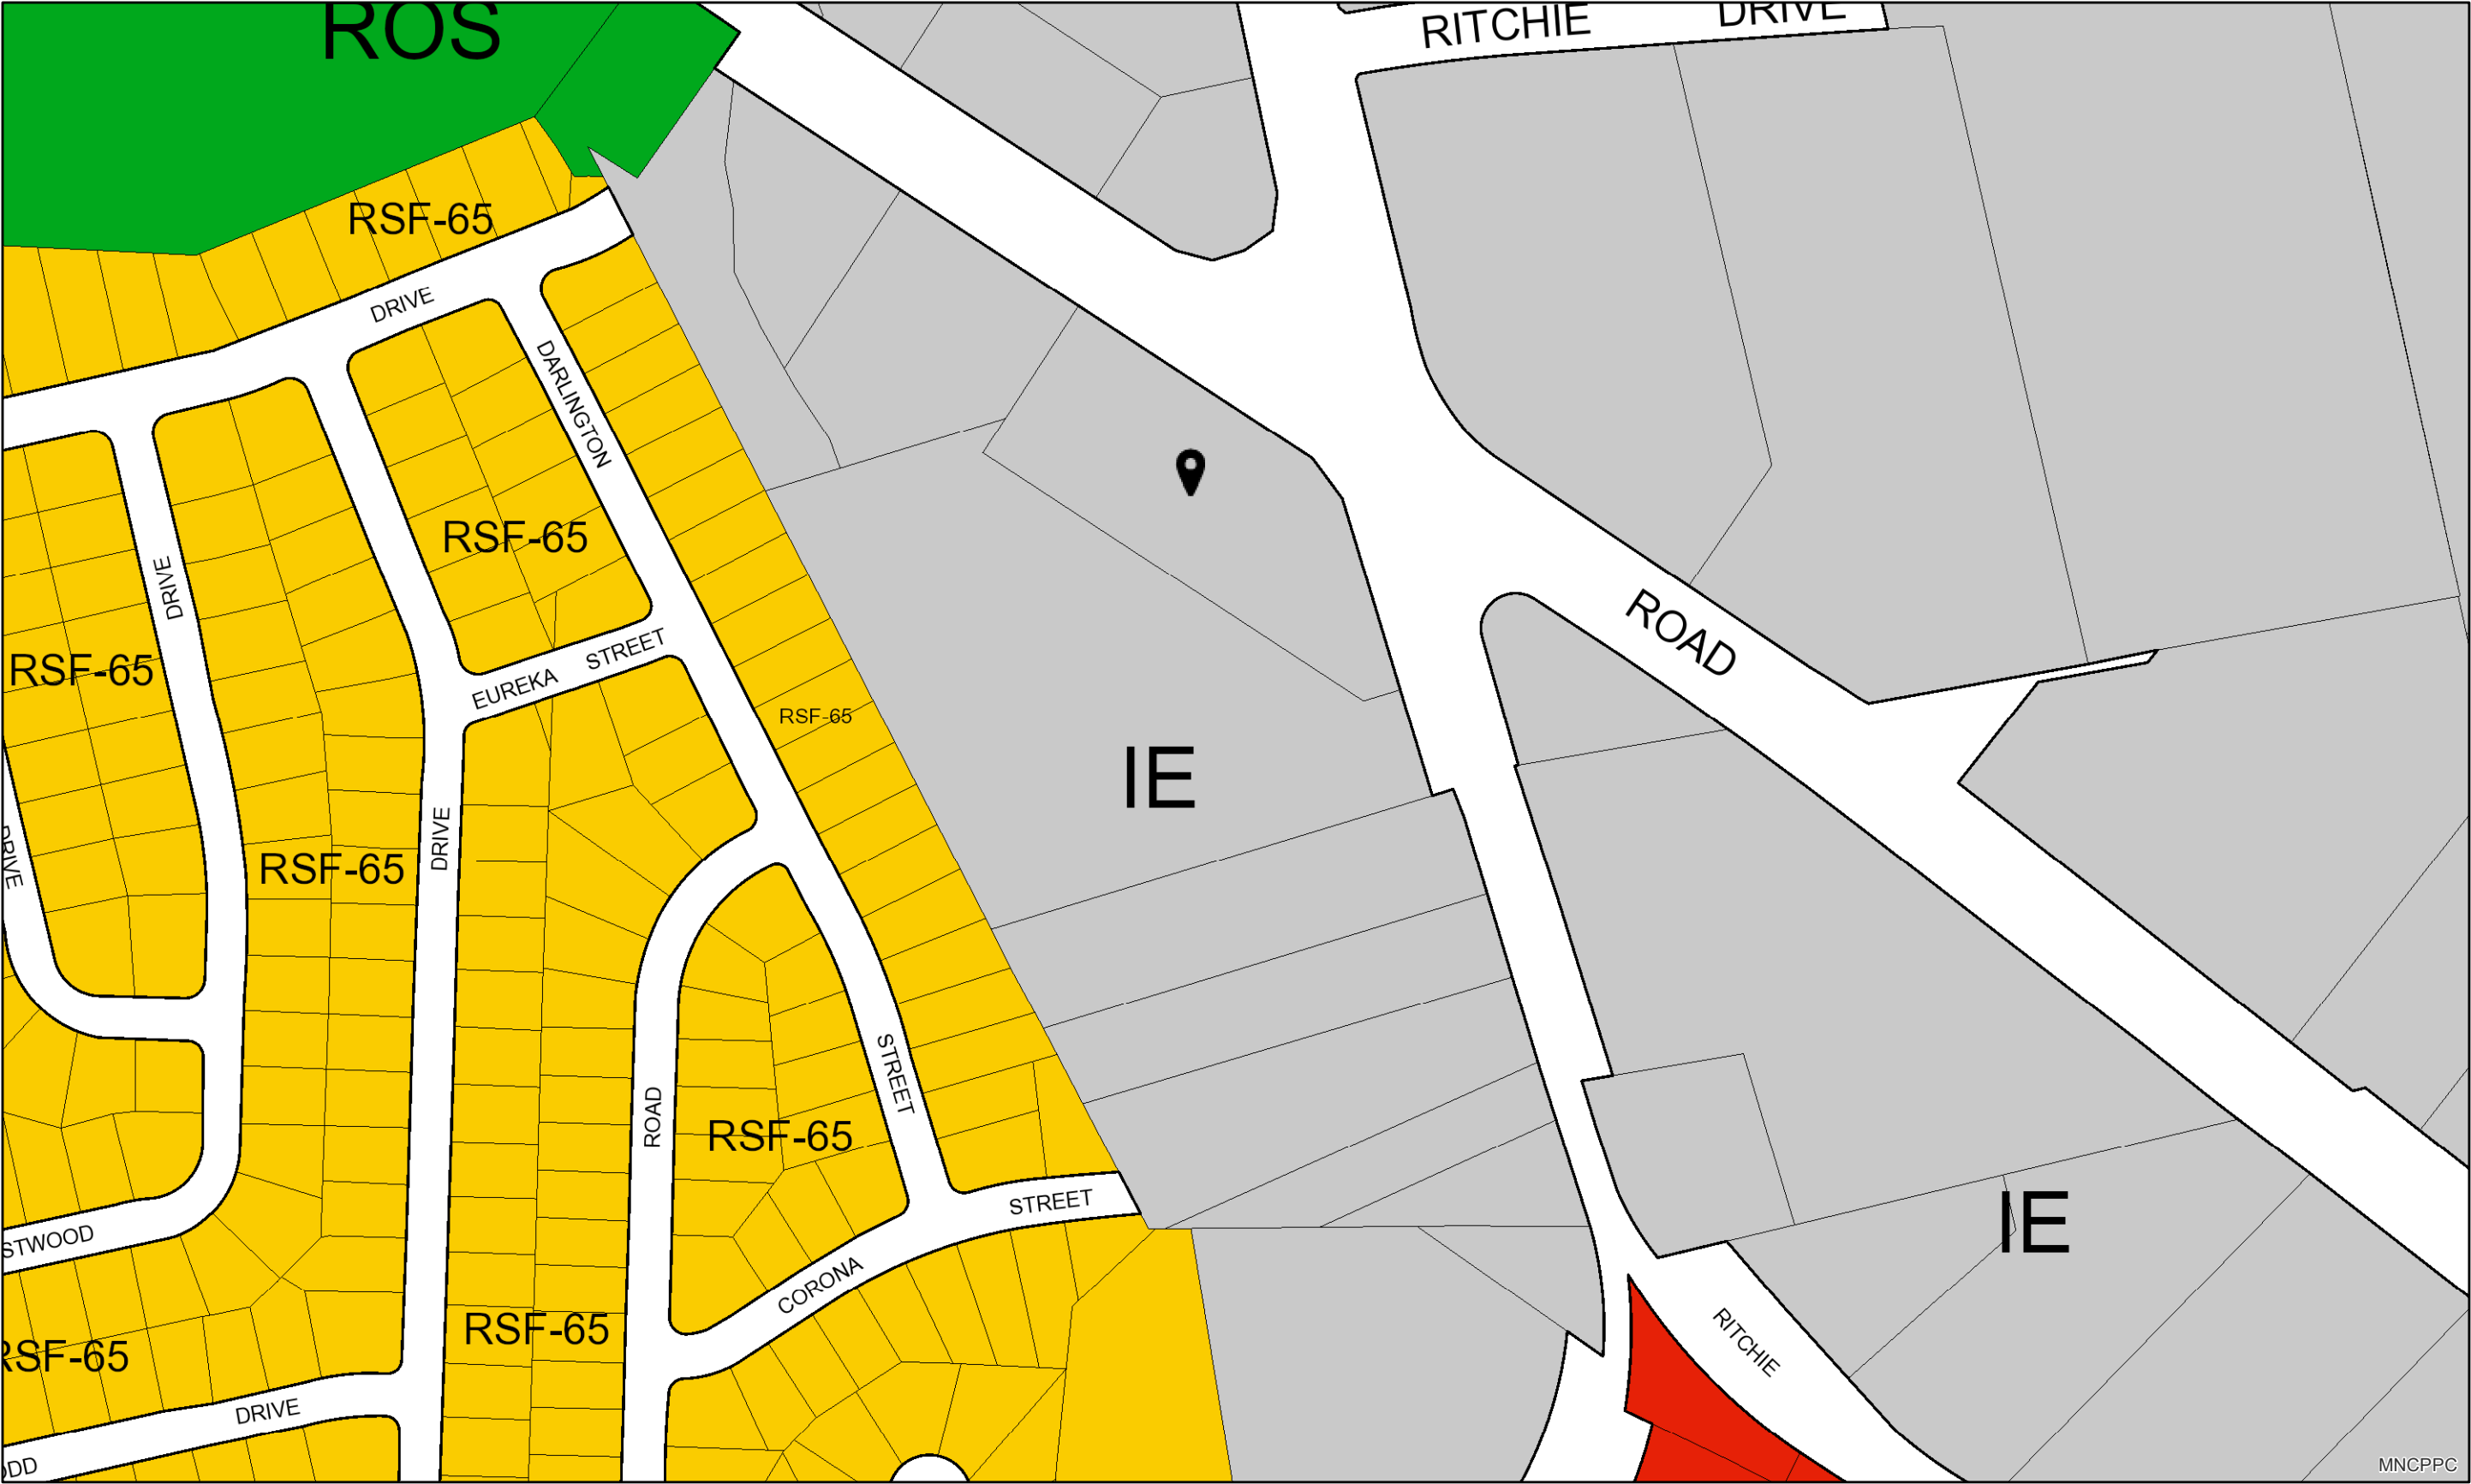 ROS
RITCHIE DRIVE
RSF-65
DRIVE
DARLINGTON
RSF-65
DRIVE
EUREKA STREET
ROAD
RSF-65
RSF-65
IE
DRIVE
DRIVE
RSF-65
STREET
ROAD
RSF-65
STREET
IE
STWOOD
CORONA
RSF-65
RSF-65
RITCHIE
DRIVE
MNCPPC